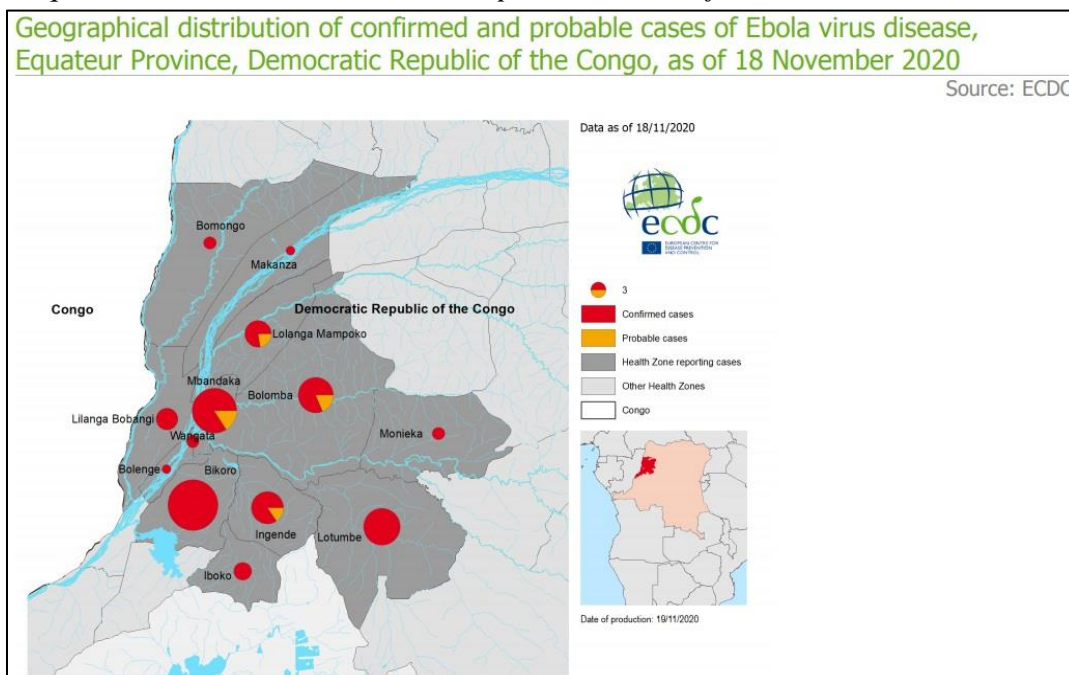 Geographical distribution of confirmed and probable cases of Ebola virus disease,
Equateur Province, Democratic Republic of the Congo, as of 18 November 2020
Source: ECDC
Data as of 18/11/2020
ecdc
EUROPEAN CENTRE FOR
DISEASE PREVENTION
AND CONTROL
Bomongo
Makanza
Congo
Democratic Republic of the Congo
Lolanga Mampoko
Mbandaka
Bolomba
Lilanga Bobangi
Wangata
Monieka
Bolenge
Bikoro
Ingende
Lotumbe
Iboko
3
Confirmed cases
Probable cases
Health Zone reporting cases
Other Health Zones
Congo
Date of production: 19/11/2020